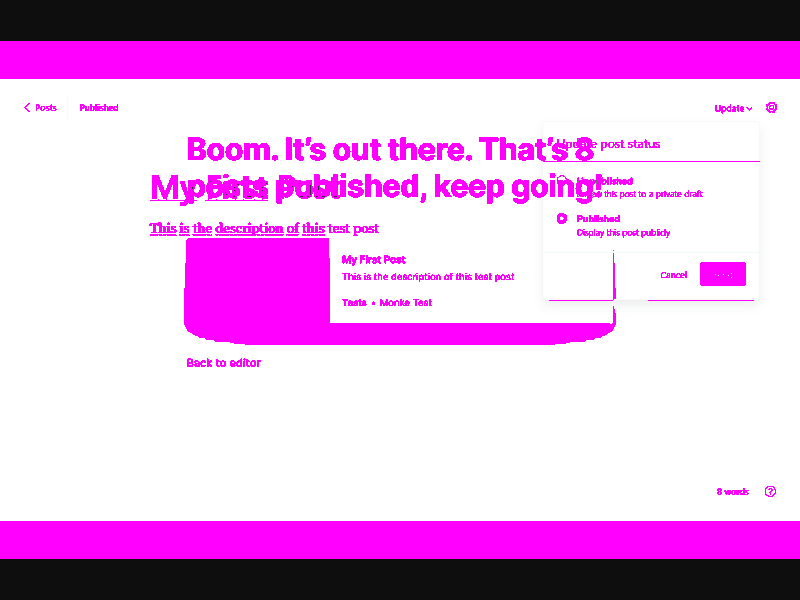 Posts
Published
Update
Boom. It's out there. That's 8
posts published, keep going!
My First Post
This is the description of this test post
Update post status
Unpublished
this post to a private draft
Published
Display this post publicly
Cancel
My First Post
This is the description of this test post
Tests • Monke Test
Back to editor
8 words